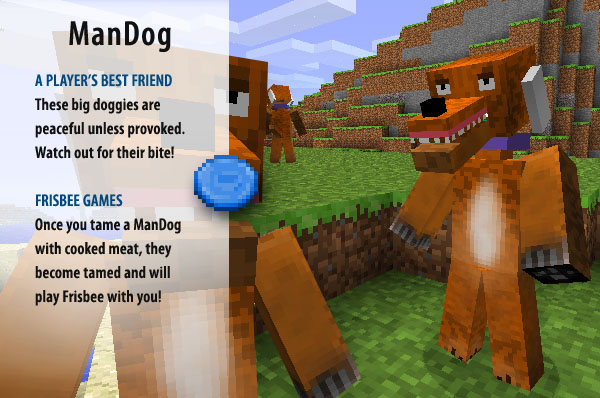 ManDog
A PLAYER'S BEST FRIEND
These big doggies are
peaceful unless provoked.
Watch out for their bite!
FRISBEE GAMES
Once you tame a ManDog
with cooked meat, they
become tamed and will
play Frisbee with you!